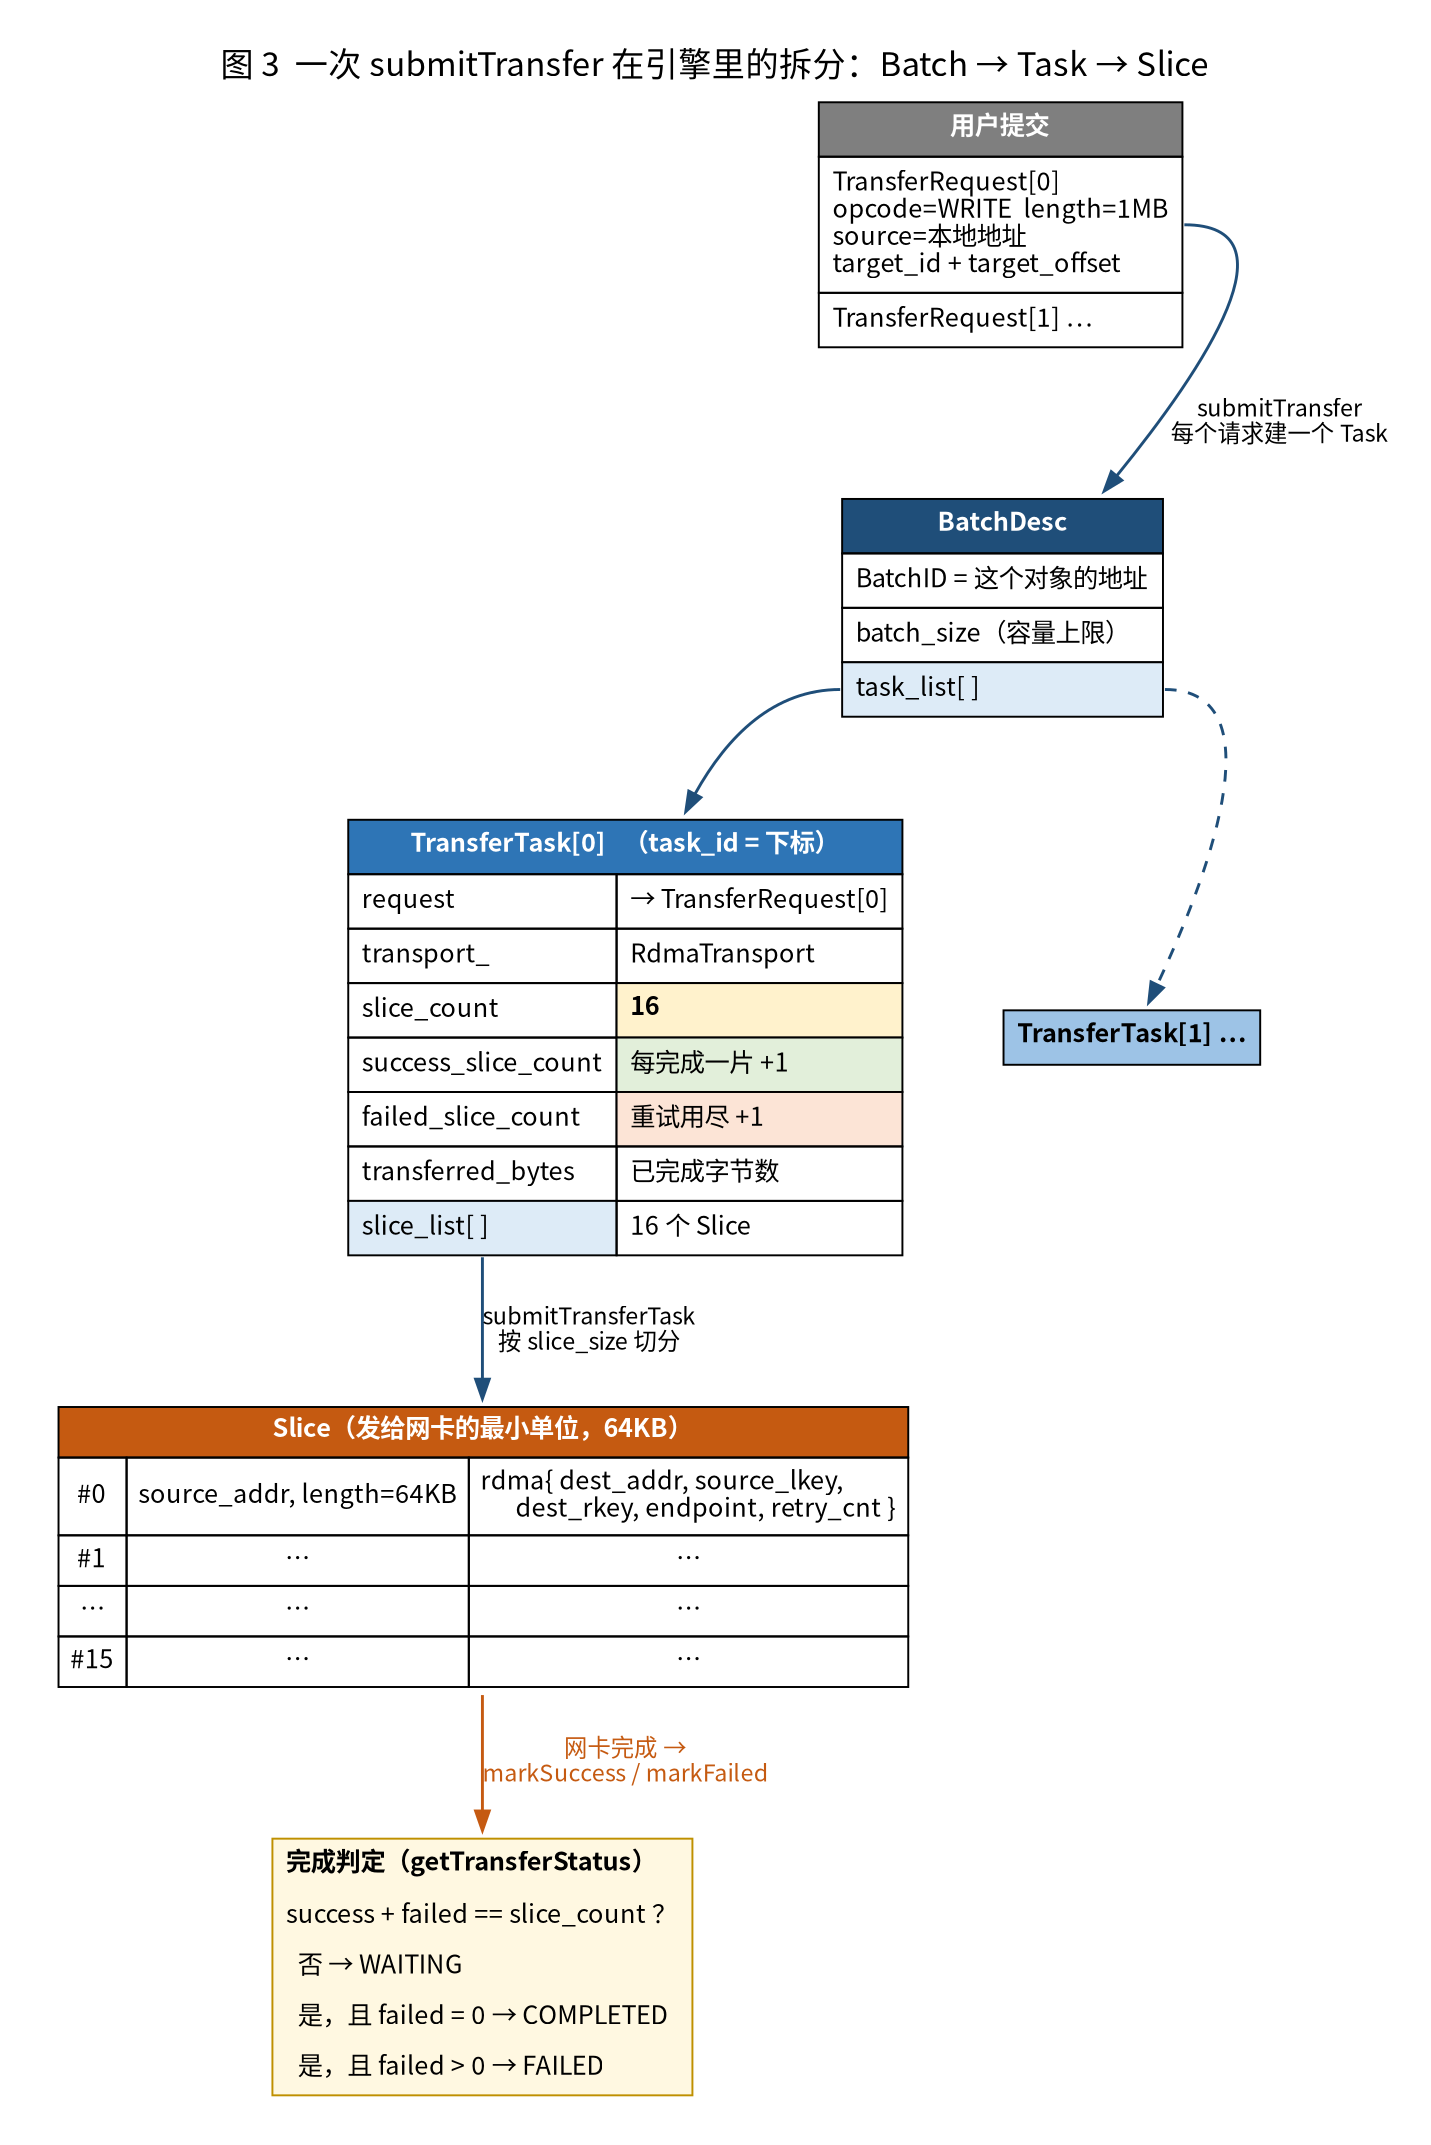 图 3  一次 submitTransfer 在引擎里的拆分：Batch → Task → Slice
用户提交
TransferRequest[0]
opcode=WRITE  length=1MB
source=本地地址
target_id + target_offset
TransferRequest[1] …
submitTransfer
每个请求建一个 Task
BatchDesc
BatchID = 这个对象的地址
batch_size（容量上限）
task_list[ ]
TransferTask[0]  （task_id = 下标）
request
→ TransferRequest[0]
transport_
RdmaTransport
slice_count
16
success_slice_count
每完成一片 +1
failed_slice_count
重试用尽 +1
transferred_bytes
已完成字节数
slice_list[ ]
16 个 Slice
TransferTask[1] …
submitTransferTask
按 slice_size 切分
Slice（发给网卡的最小单位，64KB）
#0
source_addr, length=64KB
rdma{ dest_addr, source_lkey,
dest_rkey, endpoint, retry_cnt }
#1
…
…
…
…
…
#15
…
…
网卡完成 →
markSuccess / markFailed
完成判定（getTransferStatus）
success + failed == slice_count ?
否 → WAITING
是，且 failed = 0 → COMPLETED
是，且 failed > 0 → FAILED